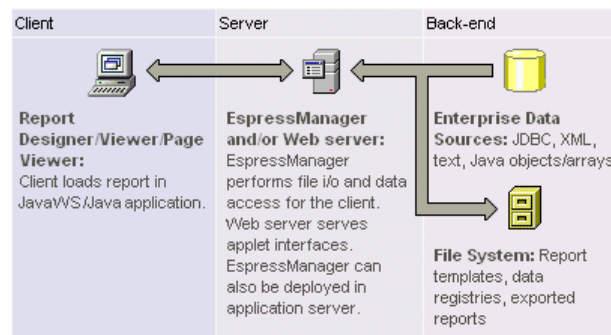 Client
Server
Back-end
Report
Designer/Viewer/Page
Viewer:
Client loads report in
JavaWS/Java application.
EspressManager
and/or Web server:
EspressManager
performs file i/o and data
access for the client.
Web server serves
applet interfaces.
EspressManager can
also be deployed in
application server.
Enterprise Data
Sources: JDBC, XML,
text, Java objects/arrays
File System: Report
templates, data
registries, exported
reports